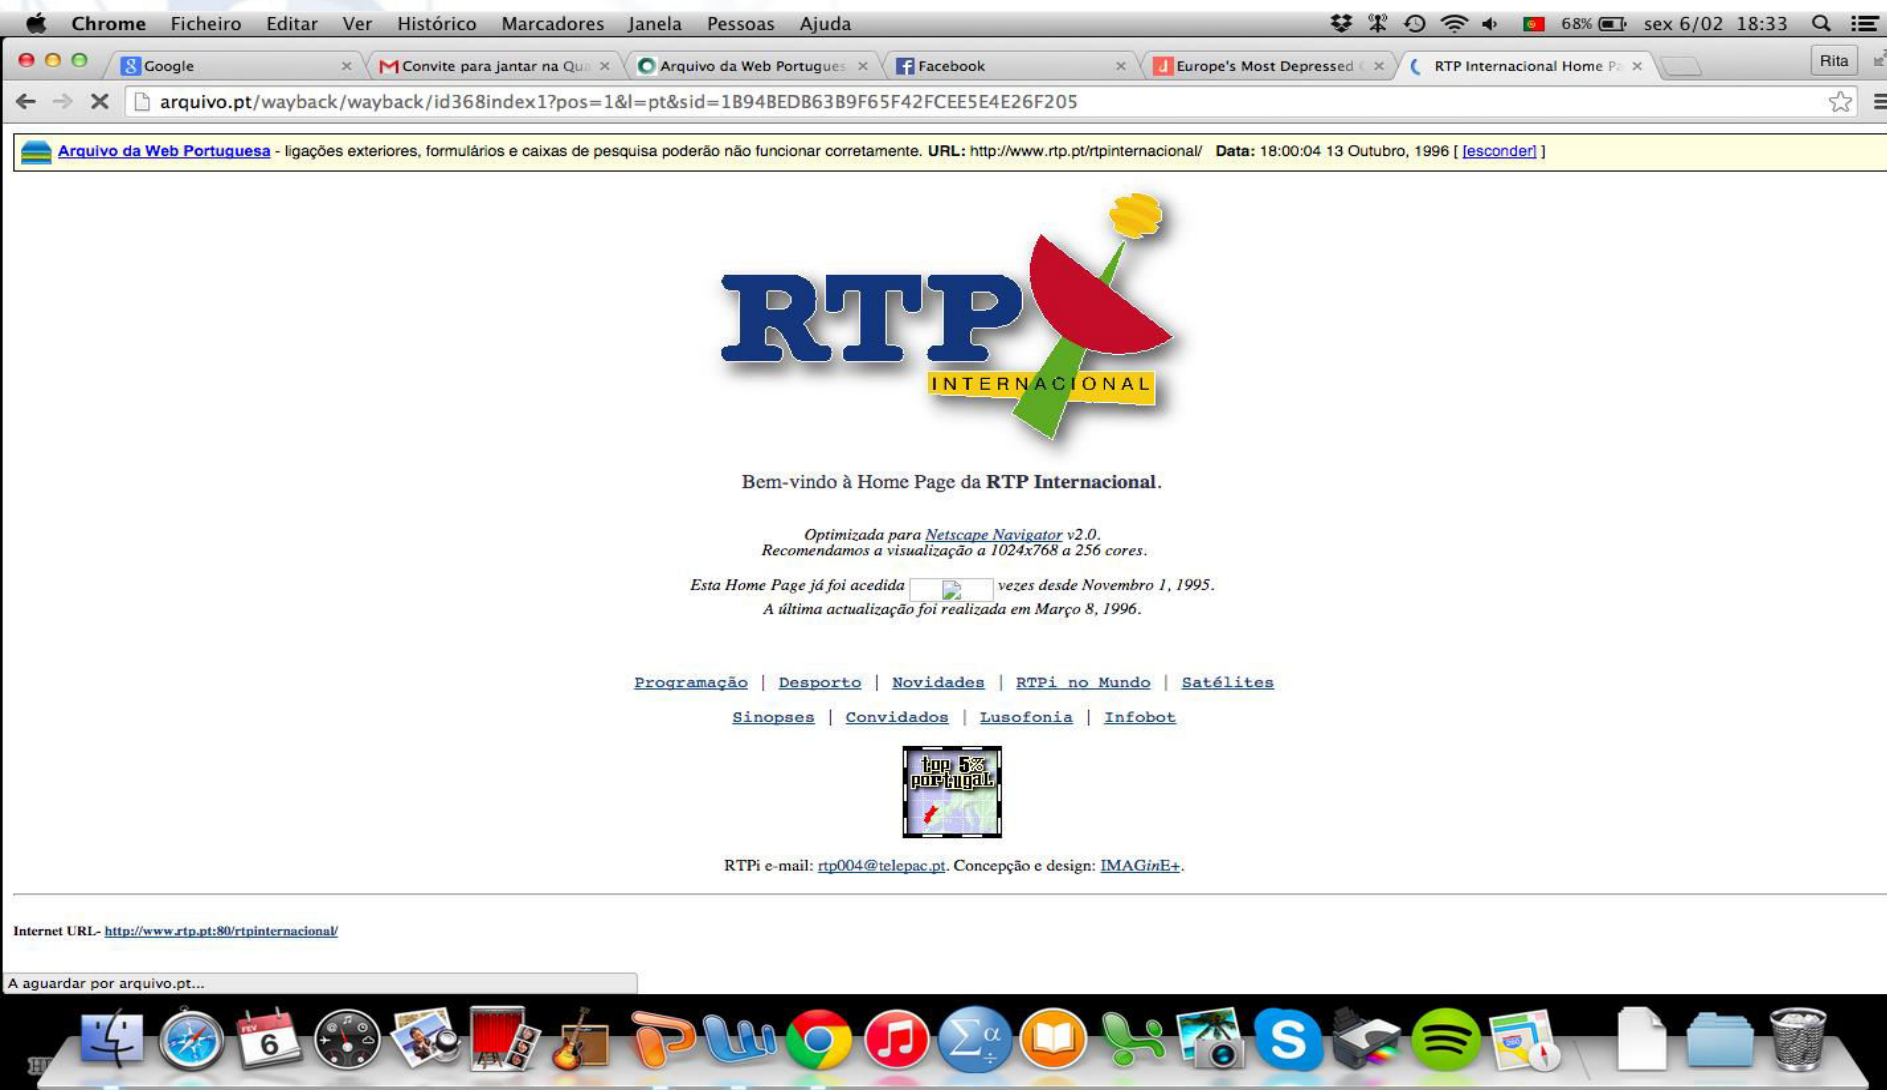 Chrome Ficheiro Editar Ver Histórico Marcadores Janela Pessoas Ajuda 68% sex 6/02 18:33
Google Convite para jantar na Qua Arquivo da Web Portugues Facebook Europe's Most Depressed RTP Internacional Home Pa Rita
arquivo.pt/wayback/wayback/id368index1?pos=1&l=pt&sid=1B94BEDB63B9F65F42FCEE5E4E26F205
Arquivo da Web Portuguesa - ligações exteriores, formulários e caixas de pesquisa poderão não funcionar corretamente. URL: http://www.rtp.pt/rtpinternacional/ Data: 18:00:04 13 Outubro, 1996 [ [esconder] ]
RTP
INTERNACIONAL
Bem-vindo à Home Page da RTP Internacional.
Optimizada para Netscape Navigator v2.0.
Recomendamos a visualização a 1024x768 a 256 cores.
Esta Home Page já foi acedida vezes desde Novembro 1, 1995.
A última actualização foi realizada em Março 8, 1996.
Programação | Desporto | Novidades | RTPi no Mundo | Satélites
Sinopses | Convidados | Lusofonia | Infobot
top 5%
portugal
RTPi e-mail: rtp004@telepac.pt. Concepção e design: IMAGinE+.
Internet URL- http://www.rtp.pt:80/rtpinternacional/
A aguardar por arquivo.pt...
FEV
6